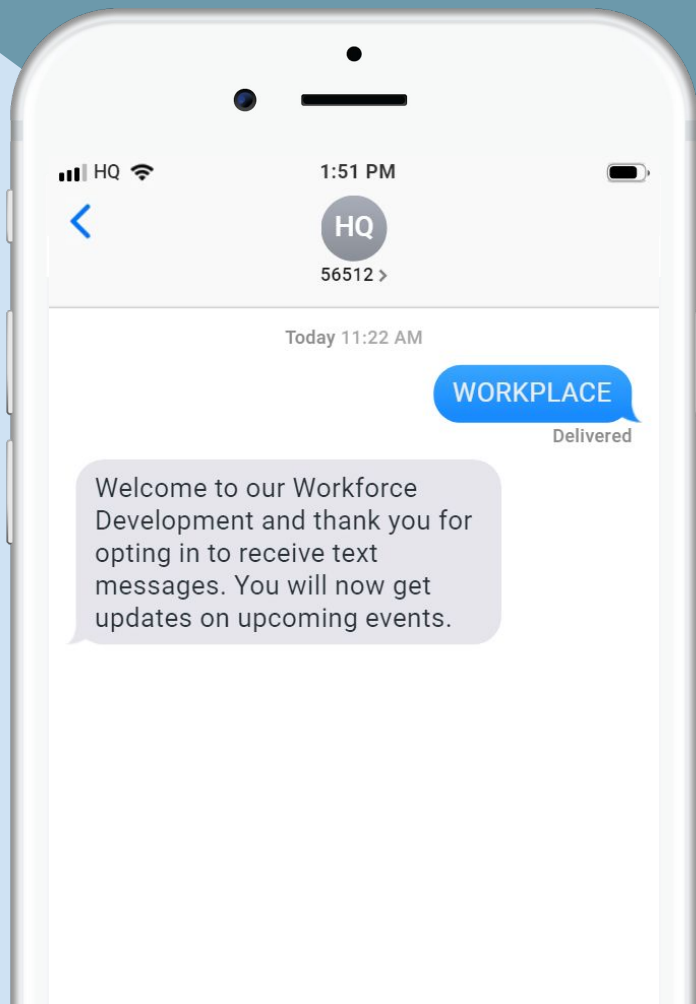 HQ 1:51 PM
HQ
56512 >
Today 11:22 AM
WORKPLACE
Delivered
Welcome to our Workforce
Development and thank you for
opting in to receive text
messages. You will now get
updates on upcoming events.